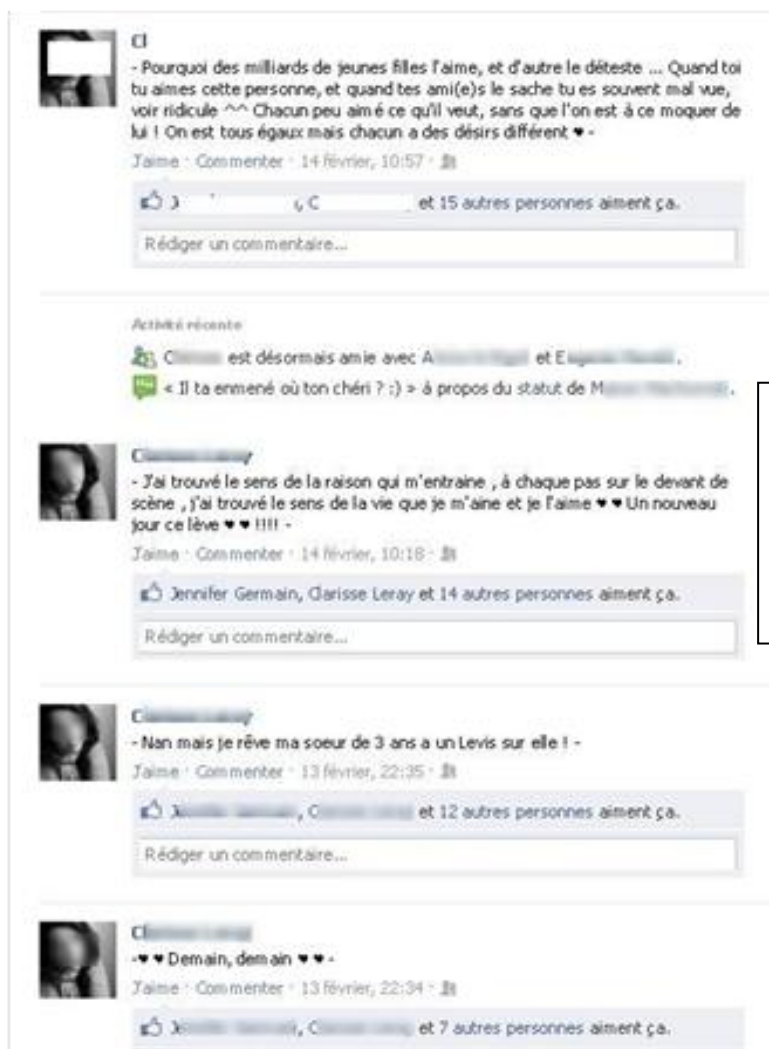 Cl
- Pourquoi des milliards de jeunes filles l'aime, et d'autre le déteste ... Quand toi
tu aimes cette personne, et quand tes ami(e)s le sache tu es souvent mal vue,
voir ridicule ^^ Chacun peu aimé ce qu'il veut, sans que l'on est à ce moquer de
lui ! On est tous égaux mais chacun a des désirs différent ♥ -
J'aime · Commenter · 14 février, 10:57 ·
J , C et 15 autres personnes aiment ça.
Rédiger un commentaire...
Activité récente
C est désormais amie avec A et E .
« Il ta enmené où ton chéri ? :) » à propos du statut de M .
C
- J'ai trouvé le sens de la raison qui m'entraine , à chaque pas sur le devant de
scène , j'ai trouvé le sens de la vie que je m'aine et je l'aime ♥ ♥ Un nouveau
jour ce lève ♥ ♥ !!!! -
J'aime · Commenter · 14 février, 10:18 ·
Jennifer Germain, Clarisse Leray et 14 autres personnes aiment ça.
Rédiger un commentaire...
C
- Nan mais je rêve ma soeur de 3 ans a un Levis sur elle ! -
J'aime · Commenter · 13 février, 22:35 ·
J , C et 12 autres personnes aiment ça.
Rédiger un commentaire...
Cl
-♥ ♥ Demain, demain ♥ ♥ -
J'aime · Commenter · 13 février, 22:34 ·
J , C et 7 autres personnes aiment ça.